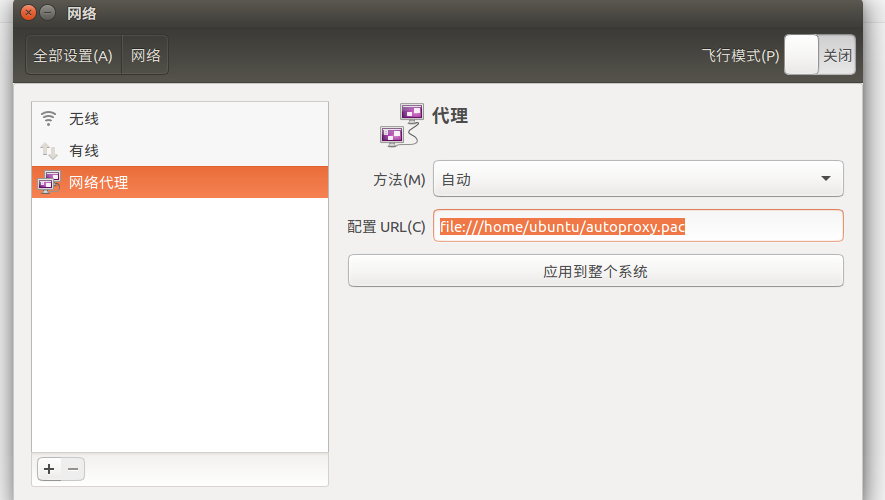 网络
全部设置(A) 网络 飞行模式(P) 关闭
无线
有线
网络代理
代理
方法(M) 自动
配置 URL(C) file:///home/ubuntu/autoproxy.pac
应用到整个系统